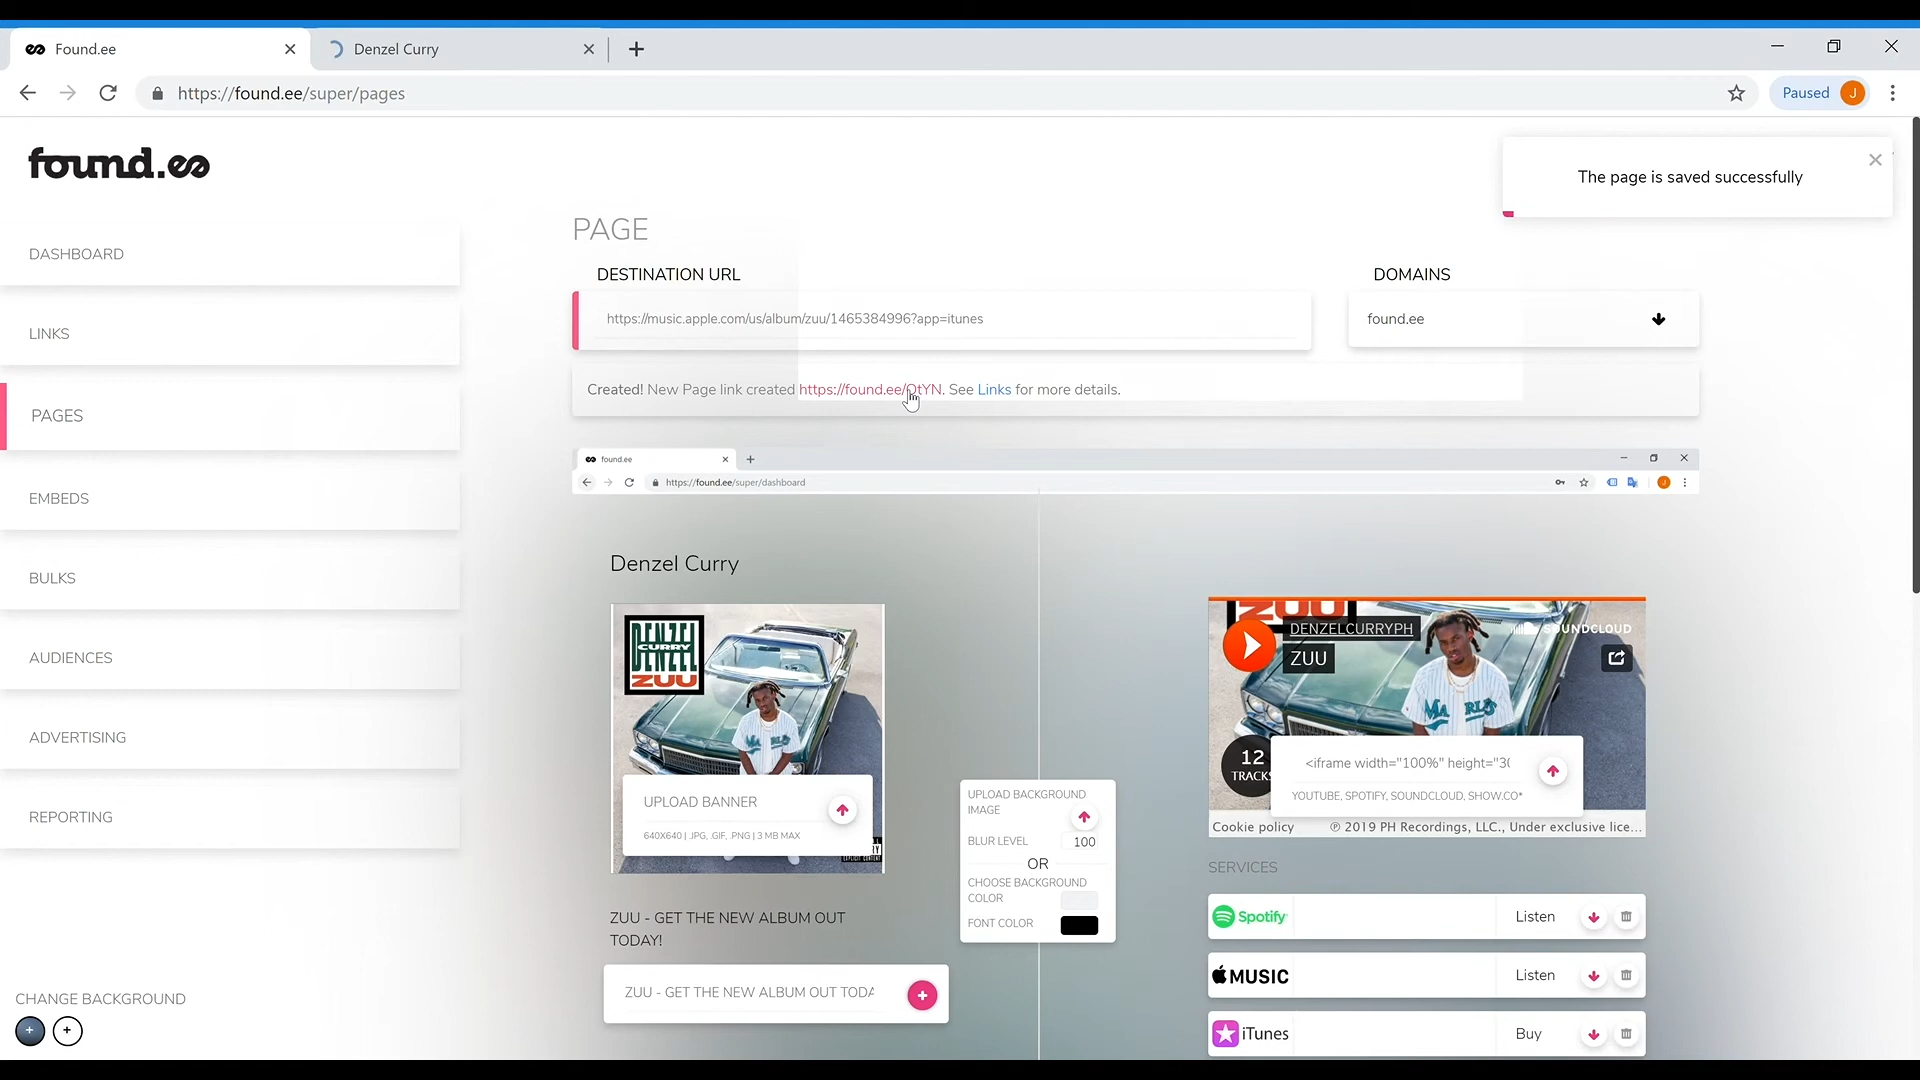 Found.ee
Denzel Curry
https://found.ee/super/pages
Paused
J
found.ee
The page is saved successfully
DASHBOARD
LINKS
PAGES
EMBEDS
BULKS
AUDIENCES
ADVERTISING
REPORTING
CHANGE BACKGROUND
PAGE
DESTINATION URL
DOMAINS
https://music.apple.com/us/album/zuu/1465384996?app=itunes
found.ee
Created! New Page link created https://found.ee/QtYN. See Links for more details.
found.ee
https://found.ee/super/dashboard
J
Denzel Curry
DENZEL
CURRY
DENZEL
ZUU
UPLOAD BANNER
640X640 | .JPG, .GIF, .PNG | 3 MB MAX
ZUU - GET THE NEW ALBUM OUT
TODAY!
ZUU - GET THE NEW ALBUM OUT TODA
UPLOAD BACKGROUND
IMAGE
BLUR LEVEL 100
OR
CHOOSE BACKGROUND
COLOR
FONT COLOR
ZUU
DENZELCURRYPH
SOUNDCLOUD
ZUU
12
TRACKS
<iframe width="100%" height="30
YOUTUBE, SPOTIFY, SOUNDCLOUD, SHOW.CO*
Cookie policy
℗ 2019 PH Recordings, LLC., Under exclusive lice...
SERVICES
Spotify Listen
MUSIC Listen
iTunes Buy